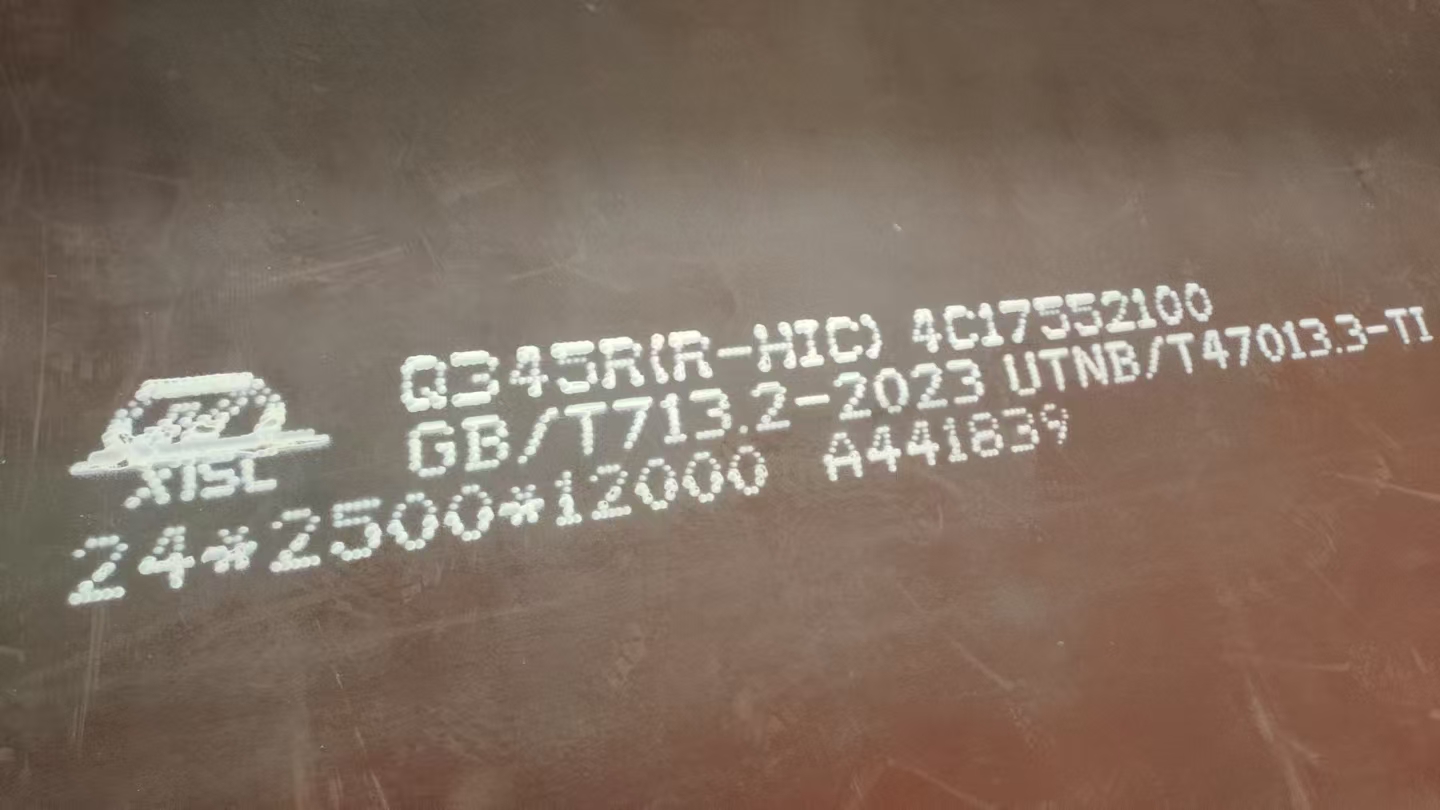 Q345R(R-HIC) 4C17552100
GB/T713.2-2023 UTNB/T47013.3-TI
XISC
24*2500*12000 A441839